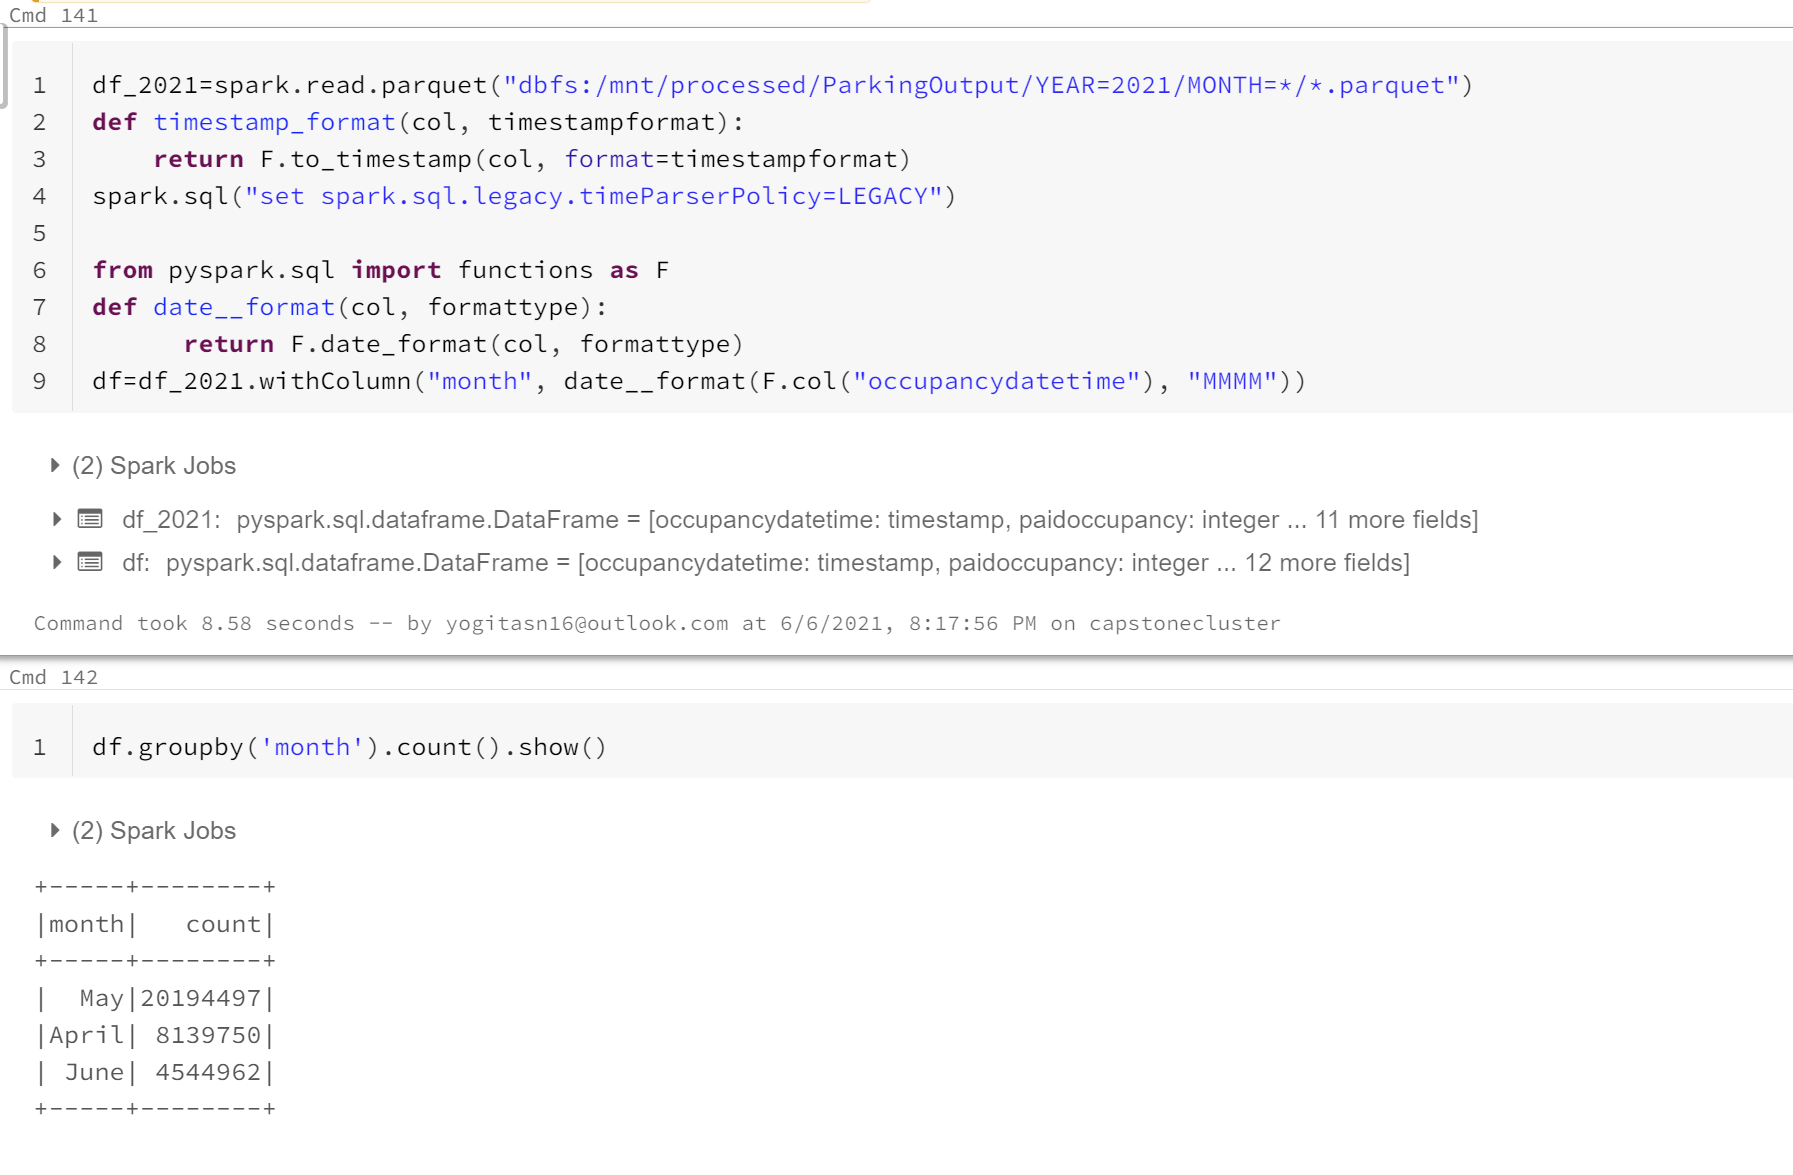 Cmd 141
1 df_2021=spark.read.parquet("dbfs:/mnt/processed/ParkingOutput/YEAR=2021/MONTH=*/*.parquet")
2 def timestamp_format(col, timestampformat):
3     return F.to_timestamp(col, format=timestampformat)
4 spark.sql("set spark.sql.legacy.timeParserPolicy=LEGACY")
5
6 from pyspark.sql import functions as F
7 def date__format(col, formattype):
8       return F.date_format(col, formattype)
9 df=df_2021.withColumn("month", date__format(F.col("occupancydatetime"), "MMMM"))
(2) Spark Jobs
df_2021: pyspark.sql.dataframe.DataFrame = [occupancydatetime: timestamp, paidoccupancy: integer ... 11 more fields]
df: pyspark.sql.dataframe.DataFrame = [occupancydatetime: timestamp, paidoccupancy: integer ... 12 more fields]
Command took 8.58 seconds -- by yogitasn16@outlook.com at 6/6/2021, 8:17:56 PM on capstonecluster
Cmd 142
1 df.groupby('month').count().show()
(2) Spark Jobs
+-----+--------+
|month|   count|
+-----+--------+
|  May|20194497|
|April| 8139750|
| June| 4544962|
+-----+--------+